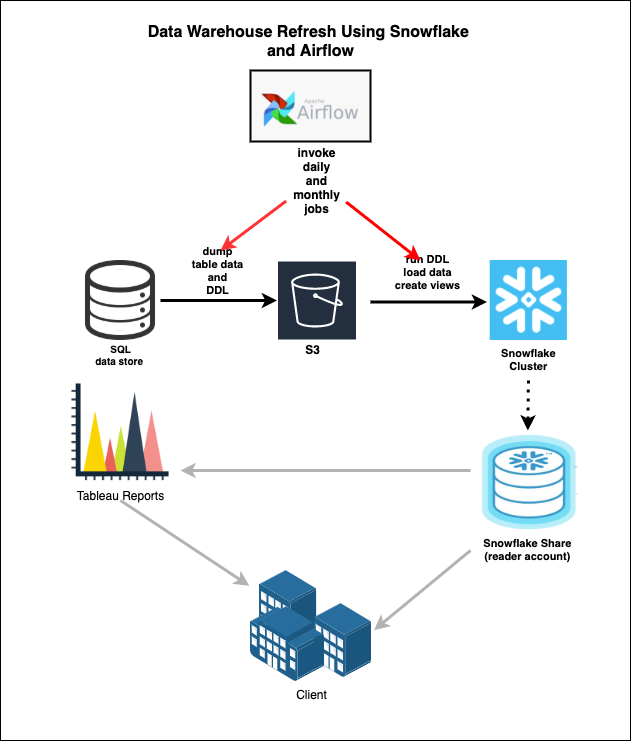 Data Warehouse Refresh Using Snowflake
and Airflow
Apache
Airflow
invoke
daily
and
monthly
jobs
dump
table data
and
DDL
run DDL
load data
create views
SQL
data store
S3
Snowflake
Cluster
Tableau Reports
Snowflake Share
(reader account)
Client